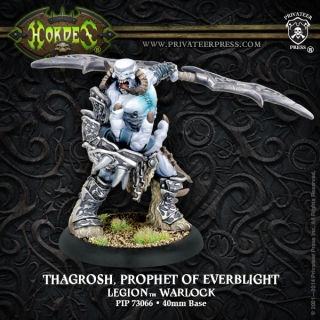 HORDES®
WWW.PRIVATEERPRESS.COM
PRIVATEER
PRESS
®
THAGROSH, PROPHET OF EVERBLIGHT
LEGION™ WARLOCK
PIP 73066 • 40mm Base